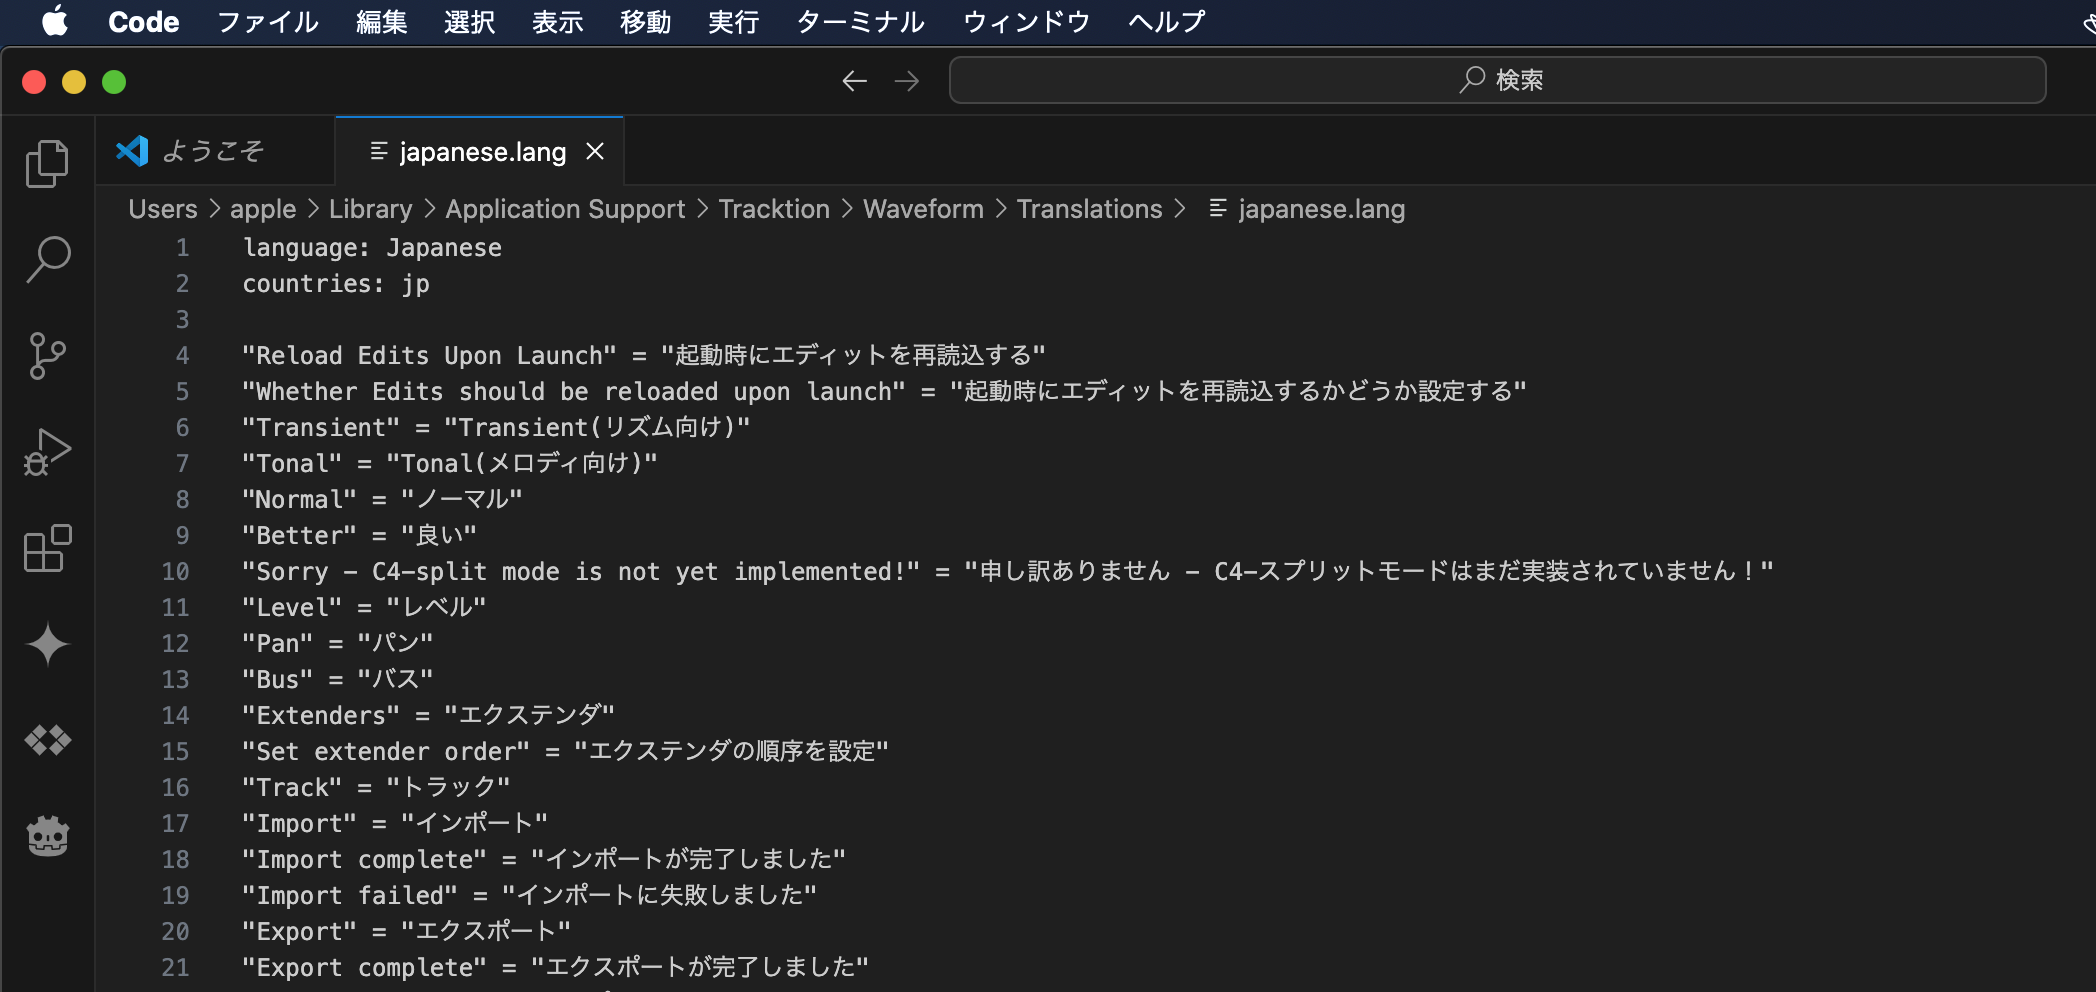 Code ファイル 編集 選択 表示 移動 実行 ターミナル ウィンドウ ヘルプ
検索
ようこそ japanese.lang
Users > apple > Library > Application Support > Tracktion > Waveform > Translations > japanese.lang
1 language: Japanese
2 countries: jp
3
4 "Reload Edits Upon Launch" = "起動時にエディットを再読込する"
5 "Whether Edits should be reloaded upon launch" = "起動時にエディットを再読込するかどうか設定する"
6 "Transient" = "Transient(リズム向け)"
7 "Tonal" = "Tonal(メロディ向け)"
8 "Normal" = "ノーマル"
9 "Better" = "良い"
10 "Sorry - C4-split mode is not yet implemented!" = "申し訳ありません - C4-スプリットモードはまだ実装されていません！"
11 "Level" = "レベル"
12 "Pan" = "パン"
13 "Bus" = "バス"
14 "Extenders" = "エクステンダ"
15 "Set extender order" = "エクステンダの順序を設定"
16 "Track" = "トラック"
17 "Import" = "インポート"
18 "Import complete" = "インポートが完了しました"
19 "Import failed" = "インポートに失敗しました"
20 "Export" = "エクスポート"
21 "Export complete" = "エクスポートが完了しました"